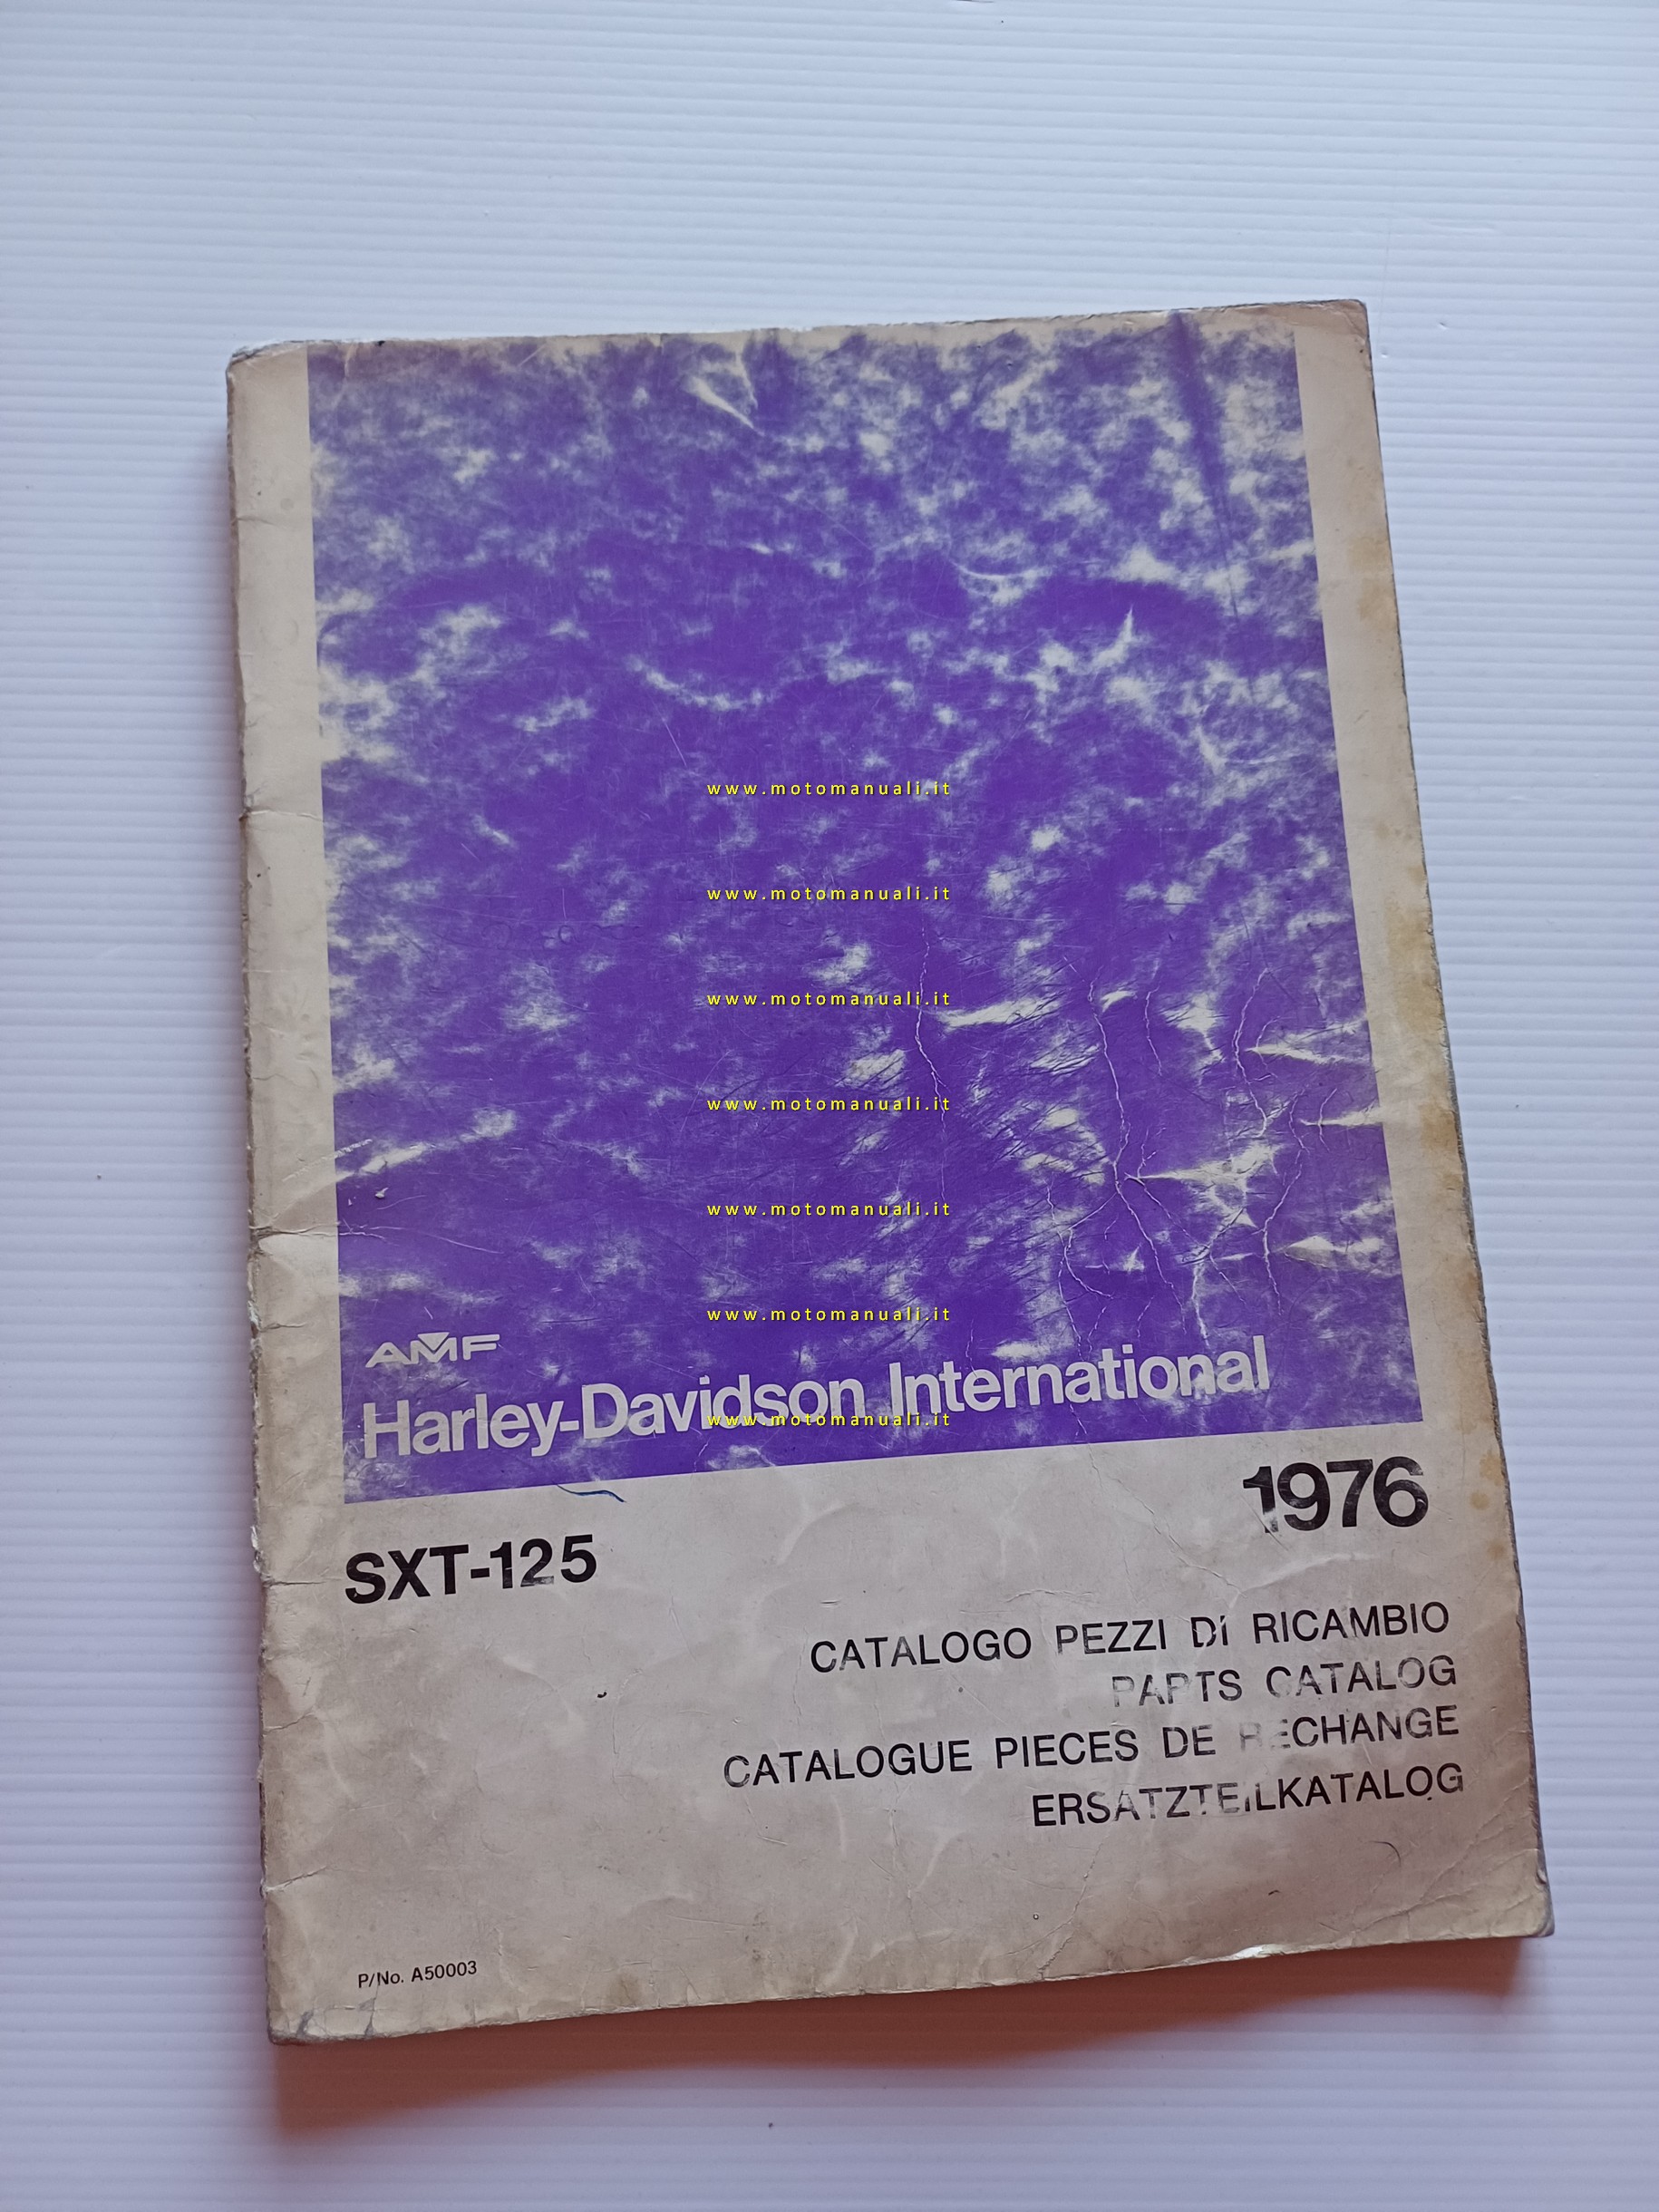 www.motomanuali.it
www.motomanuali.it
www.motomanuali.it
www.motomanuali.it
www.motomanuali.it
www.motomanuali.it
AMF
Harley-Davidson International
www.motomanuali.it
1976
SXT-125
CATALOGO PEZZI DI RICAMBIO
PARTS CATALOG
CATALOGUE PIECES DE RECHANGE
ERSATZTEILKATALOG
P/No. A50003